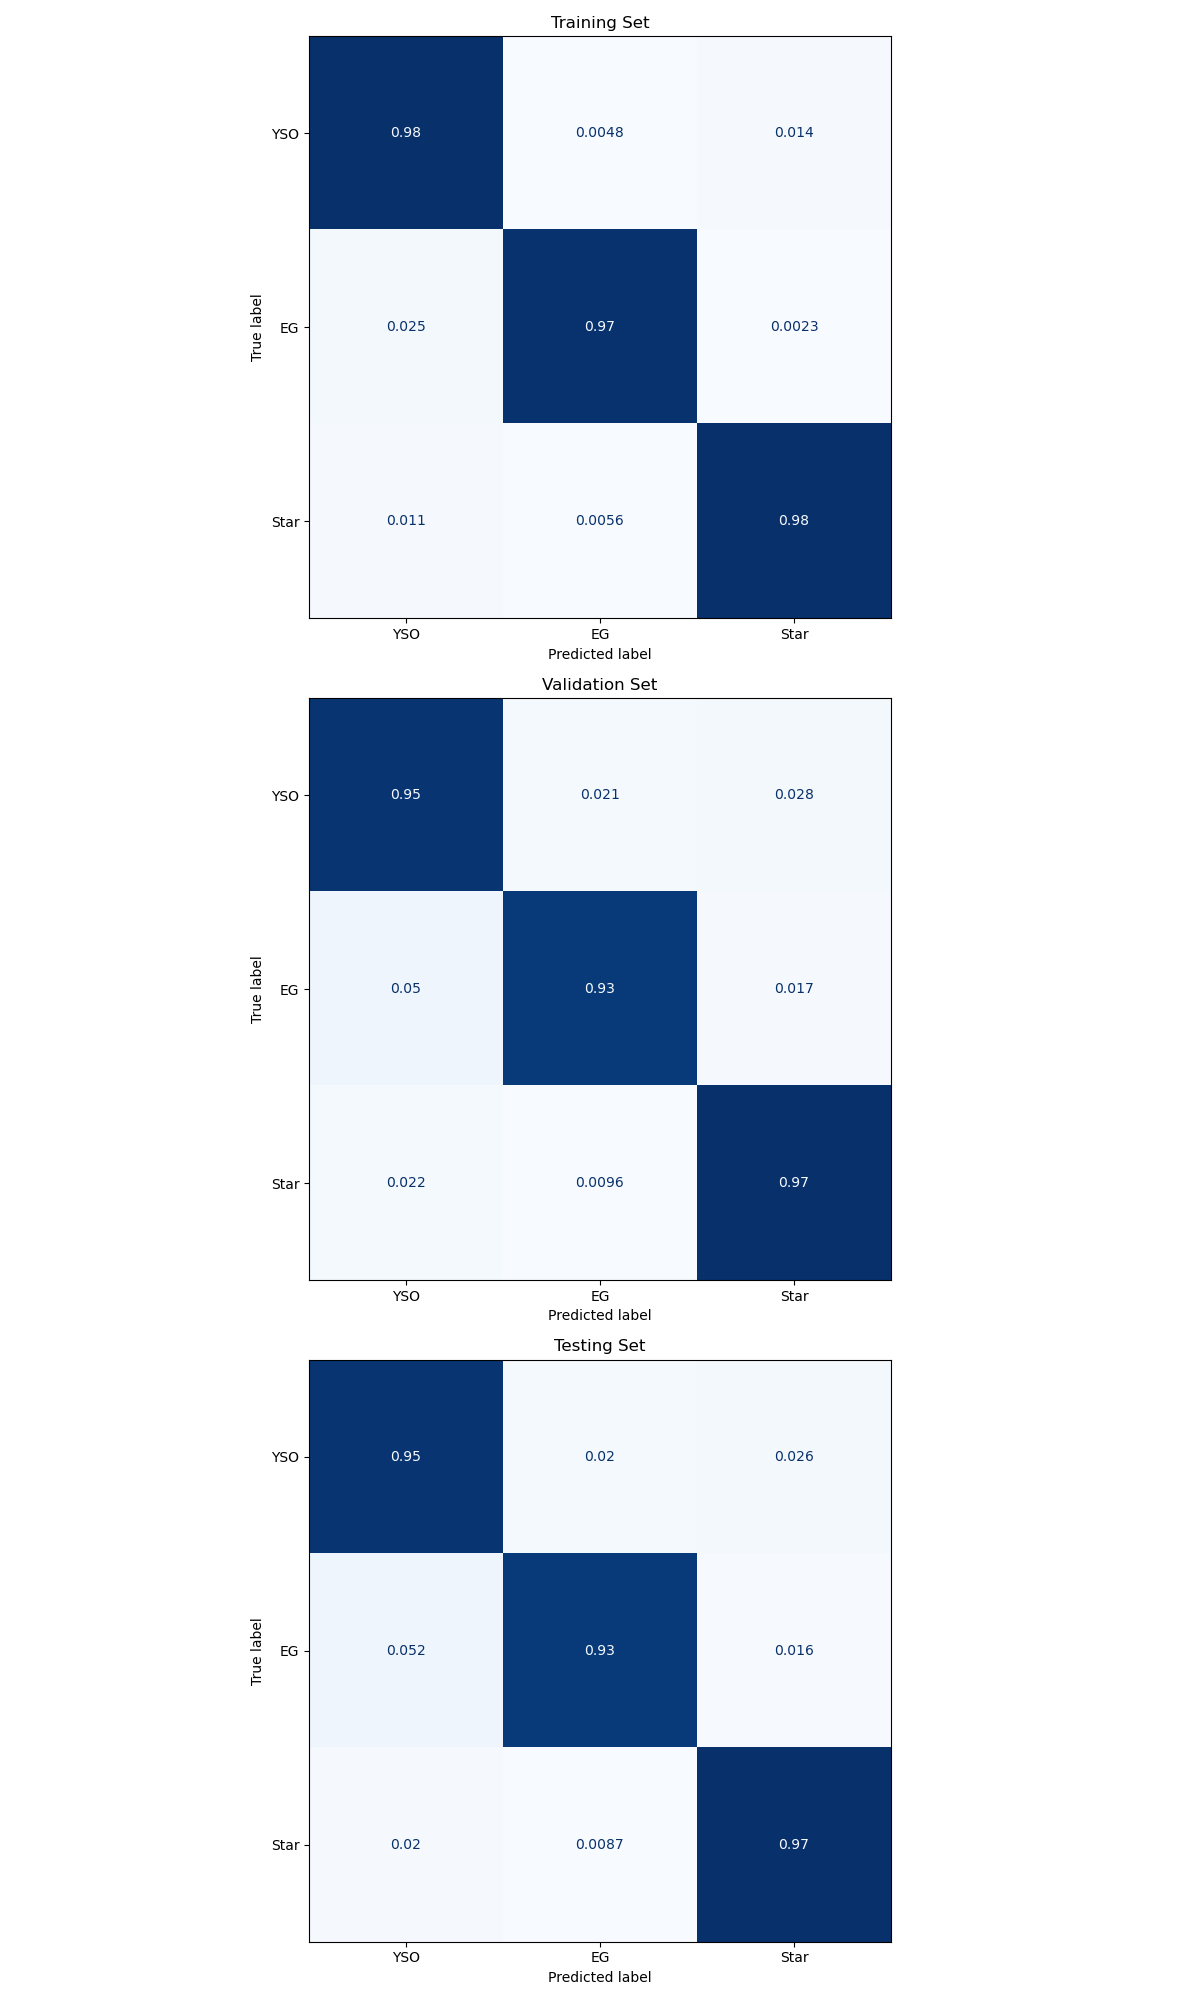 Training Set
YSO 0.98 0.0048 0.014
True label
EG 0.025 0.97 0.0023
Star 0.011 0.0056 0.98
YSO EG Star
Predicted label
Validation Set
YSO 0.95 0.021 0.028
True label
EG 0.05 0.93 0.017
Star 0.022 0.0096 0.97
YSO EG Star
Predicted label
Testing Set
YSO 0.95 0.02 0.026
True label
EG 0.052 0.93 0.016
Star 0.02 0.0087 0.97
YSO EG Star
Predicted label